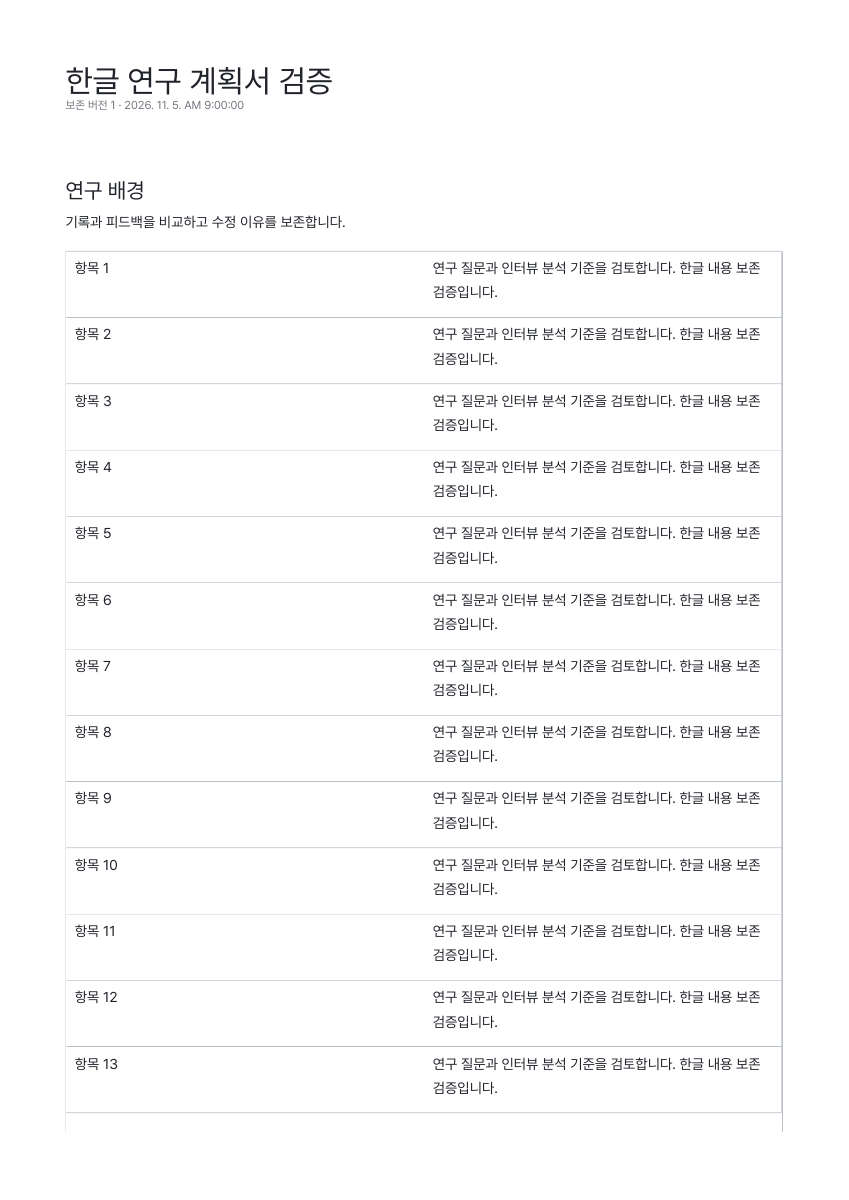 한글 연구 계획서 검증
보존 버전 1 · 2026. 11. 5. AM 9:00:00
연구 배경
기록과 피드백을 비교하고 수정 이유를 보존합니다.
항목 1
연구 질문과 인터뷰 분석 기준을 검토합니다. 한글 내용 보존
검증입니다.
항목 2
연구 질문과 인터뷰 분석 기준을 검토합니다. 한글 내용 보존
검증입니다.
항목 3
연구 질문과 인터뷰 분석 기준을 검토합니다. 한글 내용 보존
검증입니다.
항목 4
연구 질문과 인터뷰 분석 기준을 검토합니다. 한글 내용 보존
검증입니다.
항목 5
연구 질문과 인터뷰 분석 기준을 검토합니다. 한글 내용 보존
검증입니다.
항목 6
연구 질문과 인터뷰 분석 기준을 검토합니다. 한글 내용 보존
검증입니다.
항목 7
연구 질문과 인터뷰 분석 기준을 검토합니다. 한글 내용 보존
검증입니다.
항목 8
연구 질문과 인터뷰 분석 기준을 검토합니다. 한글 내용 보존
검증입니다.
항목 9
연구 질문과 인터뷰 분석 기준을 검토합니다. 한글 내용 보존
검증입니다.
항목 10
연구 질문과 인터뷰 분석 기준을 검토합니다. 한글 내용 보존
검증입니다.
항목 11
연구 질문과 인터뷰 분석 기준을 검토합니다. 한글 내용 보존
검증입니다.
항목 12
연구 질문과 인터뷰 분석 기준을 검토합니다. 한글 내용 보존
검증입니다.
항목 13
연구 질문과 인터뷰 분석 기준을 검토합니다. 한글 내용 보존
검증입니다.